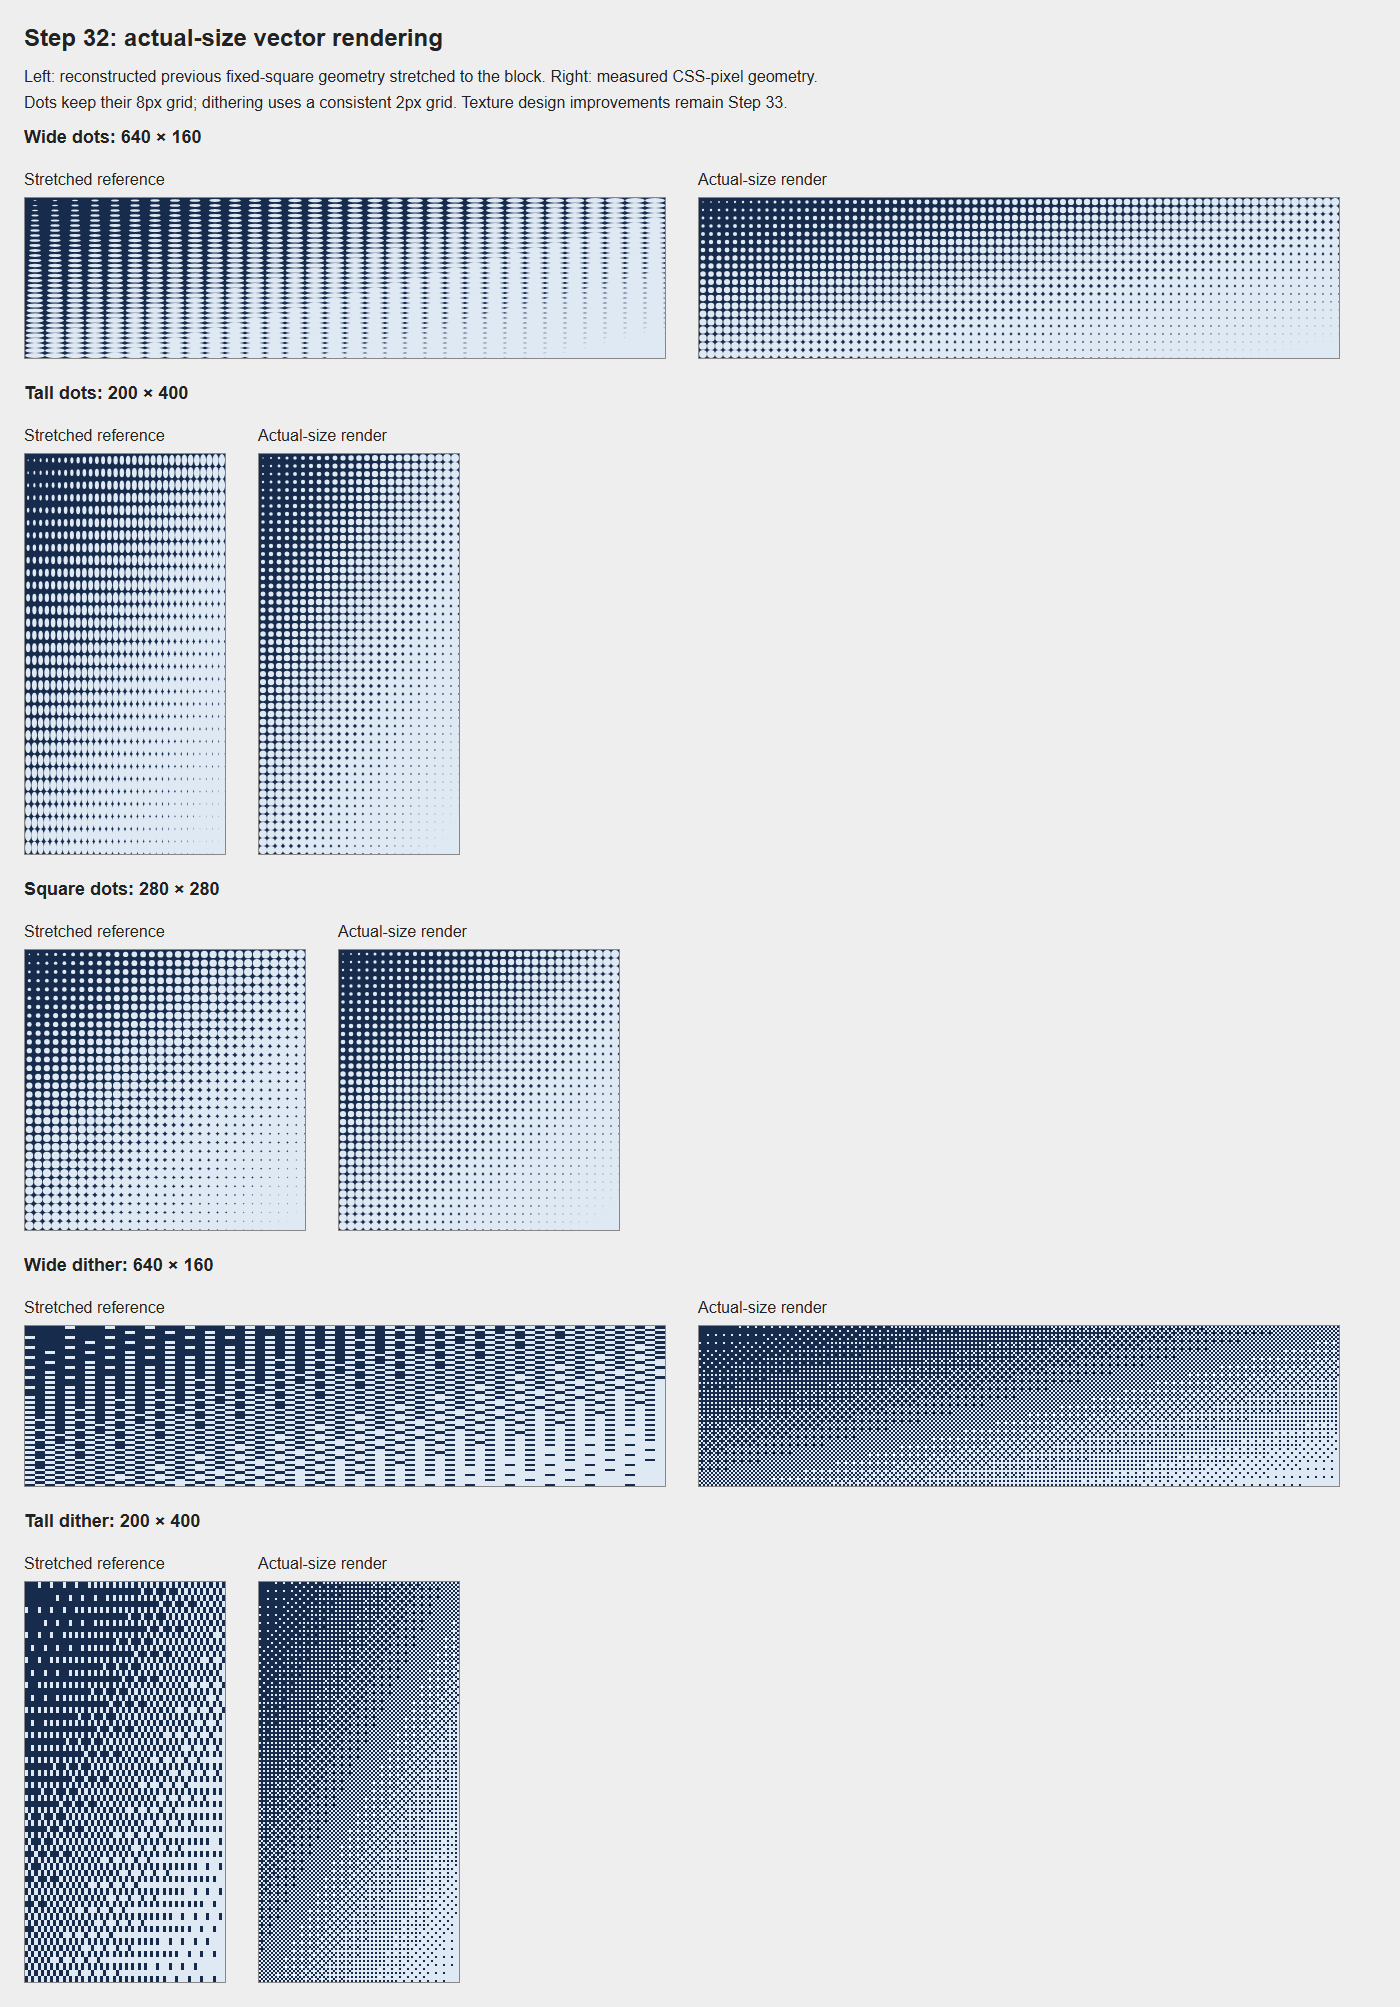 Step 32: actual-size vector rendering
Left: reconstructed previous fixed-square geometry stretched to the block. Right: measured CSS-pixel geometry.
Dots keep their 8px grid; dithering uses a consistent 2px grid. Texture design improvements remain Step 33.
Wide dots: 640 × 160
Stretched reference
Actual-size render
Tall dots: 200 × 400
Stretched reference
Actual-size render
Square dots: 280 × 280
Stretched reference
Actual-size render
Wide dither: 640 × 160
Stretched reference
Actual-size render
Tall dither: 200 × 400
Stretched reference
Actual-size render